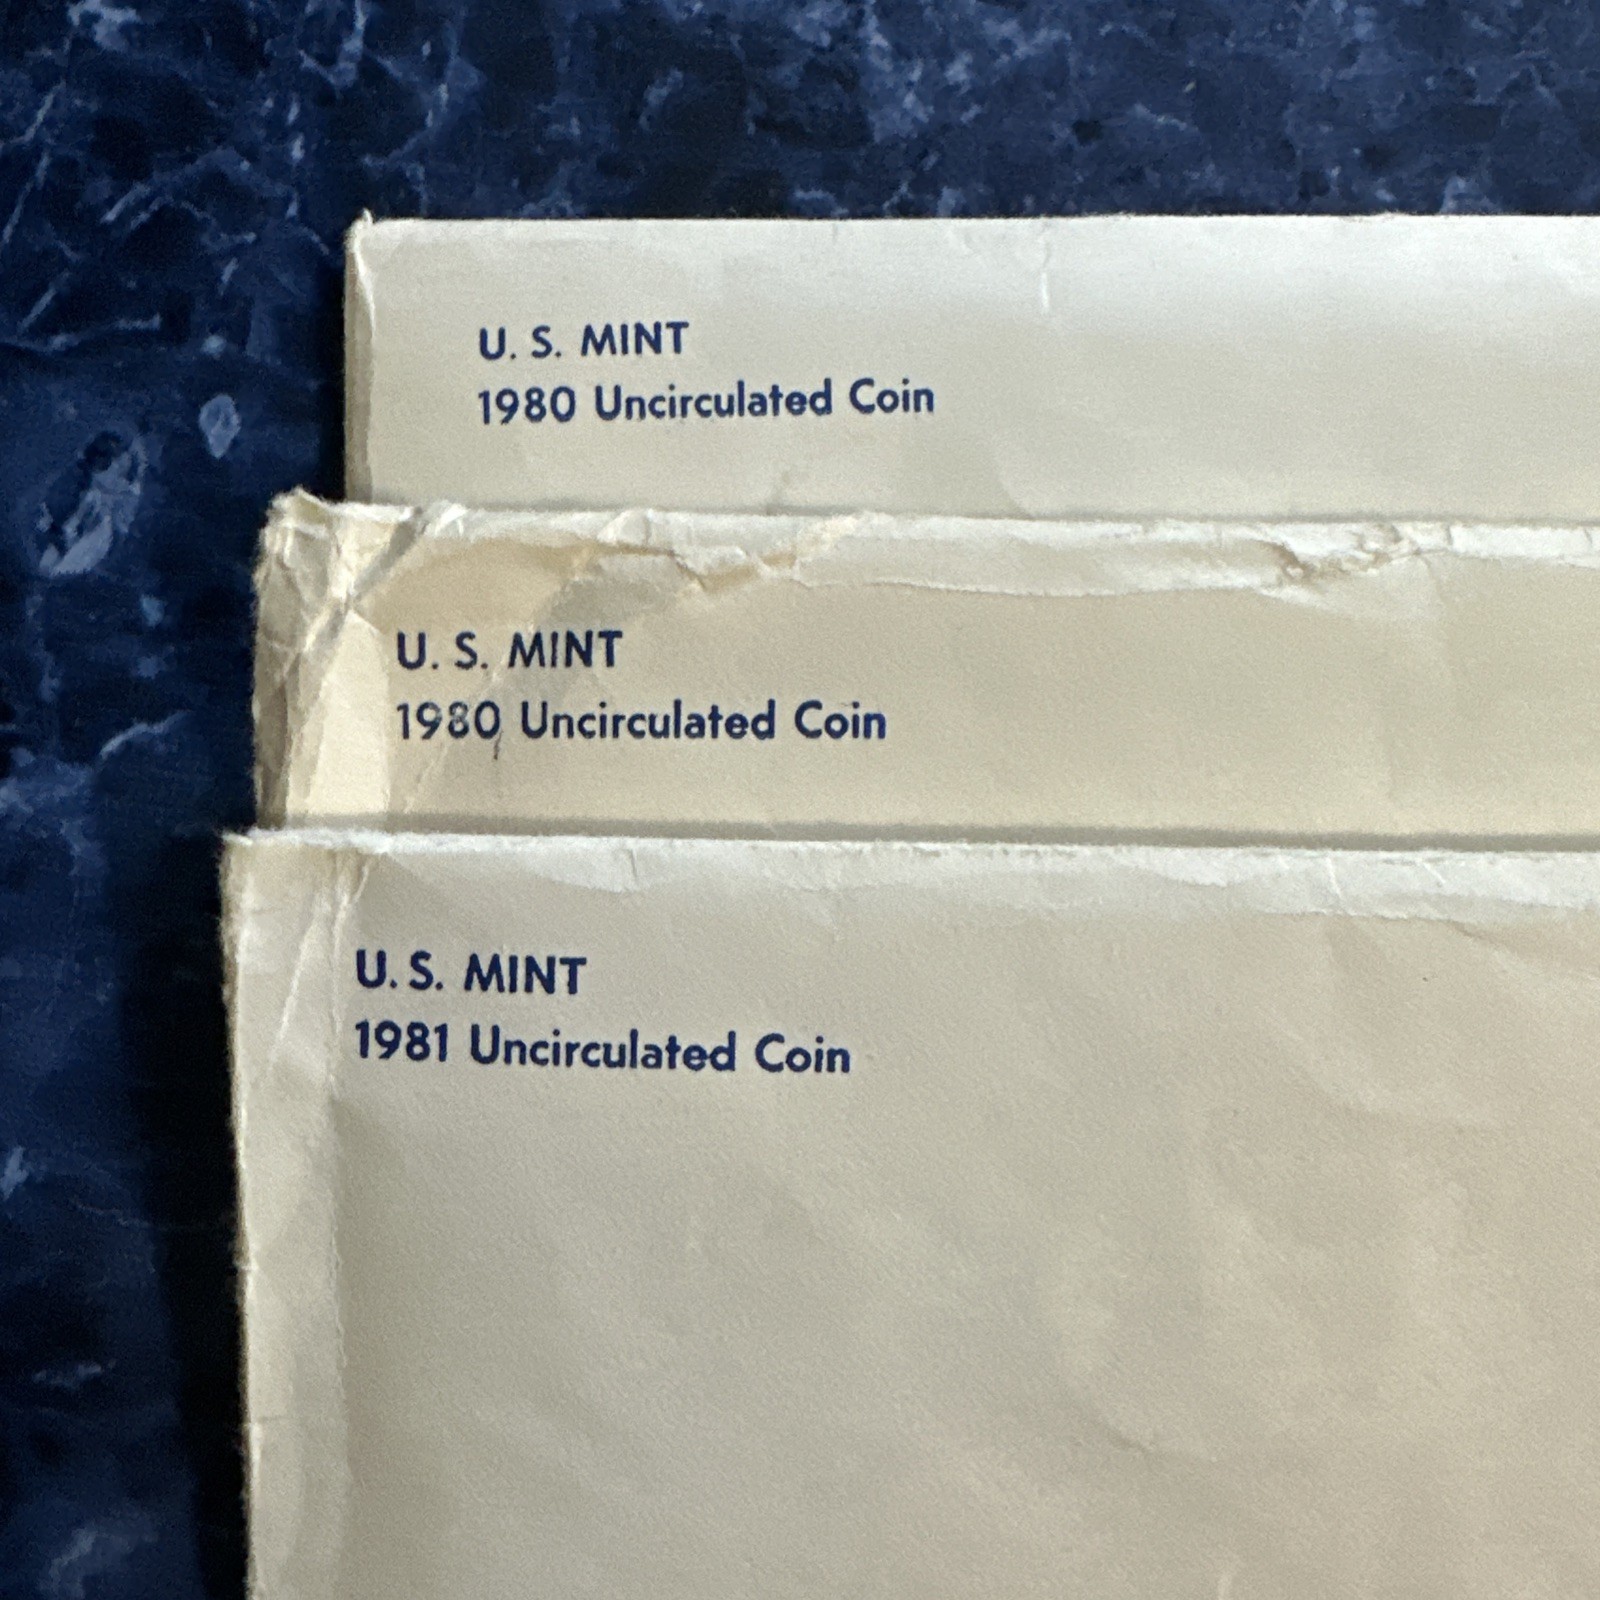 U. S. MINT
1980 Uncirculated Coin
U. S. MINT
1980 Uncirculated Coin
U. S. MINT
1981 Uncirculated Coin